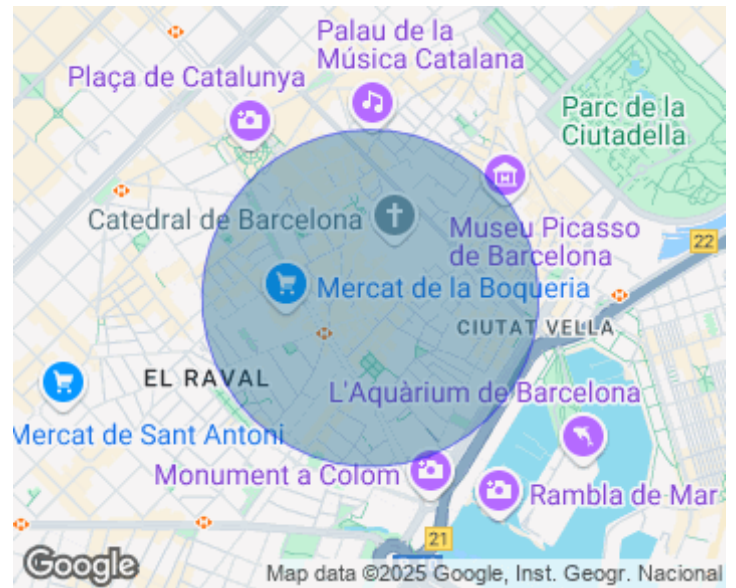 Palau de la
Música Catalana
Plaça de Catalunya
Parc de la
Ciutadella
Catedral de Barcelona
Museu Picasso
de Barcelona
22
Mercat de la Boqueria
CIUTAT VELLA
EL RAVAL
L'Aquàrium de Barcelona
Mercat de Sant Antoni
Monument a Colom
Rambla de Mar
21
Google
Map data ©2025 Google, Inst. Geogr. Nacional